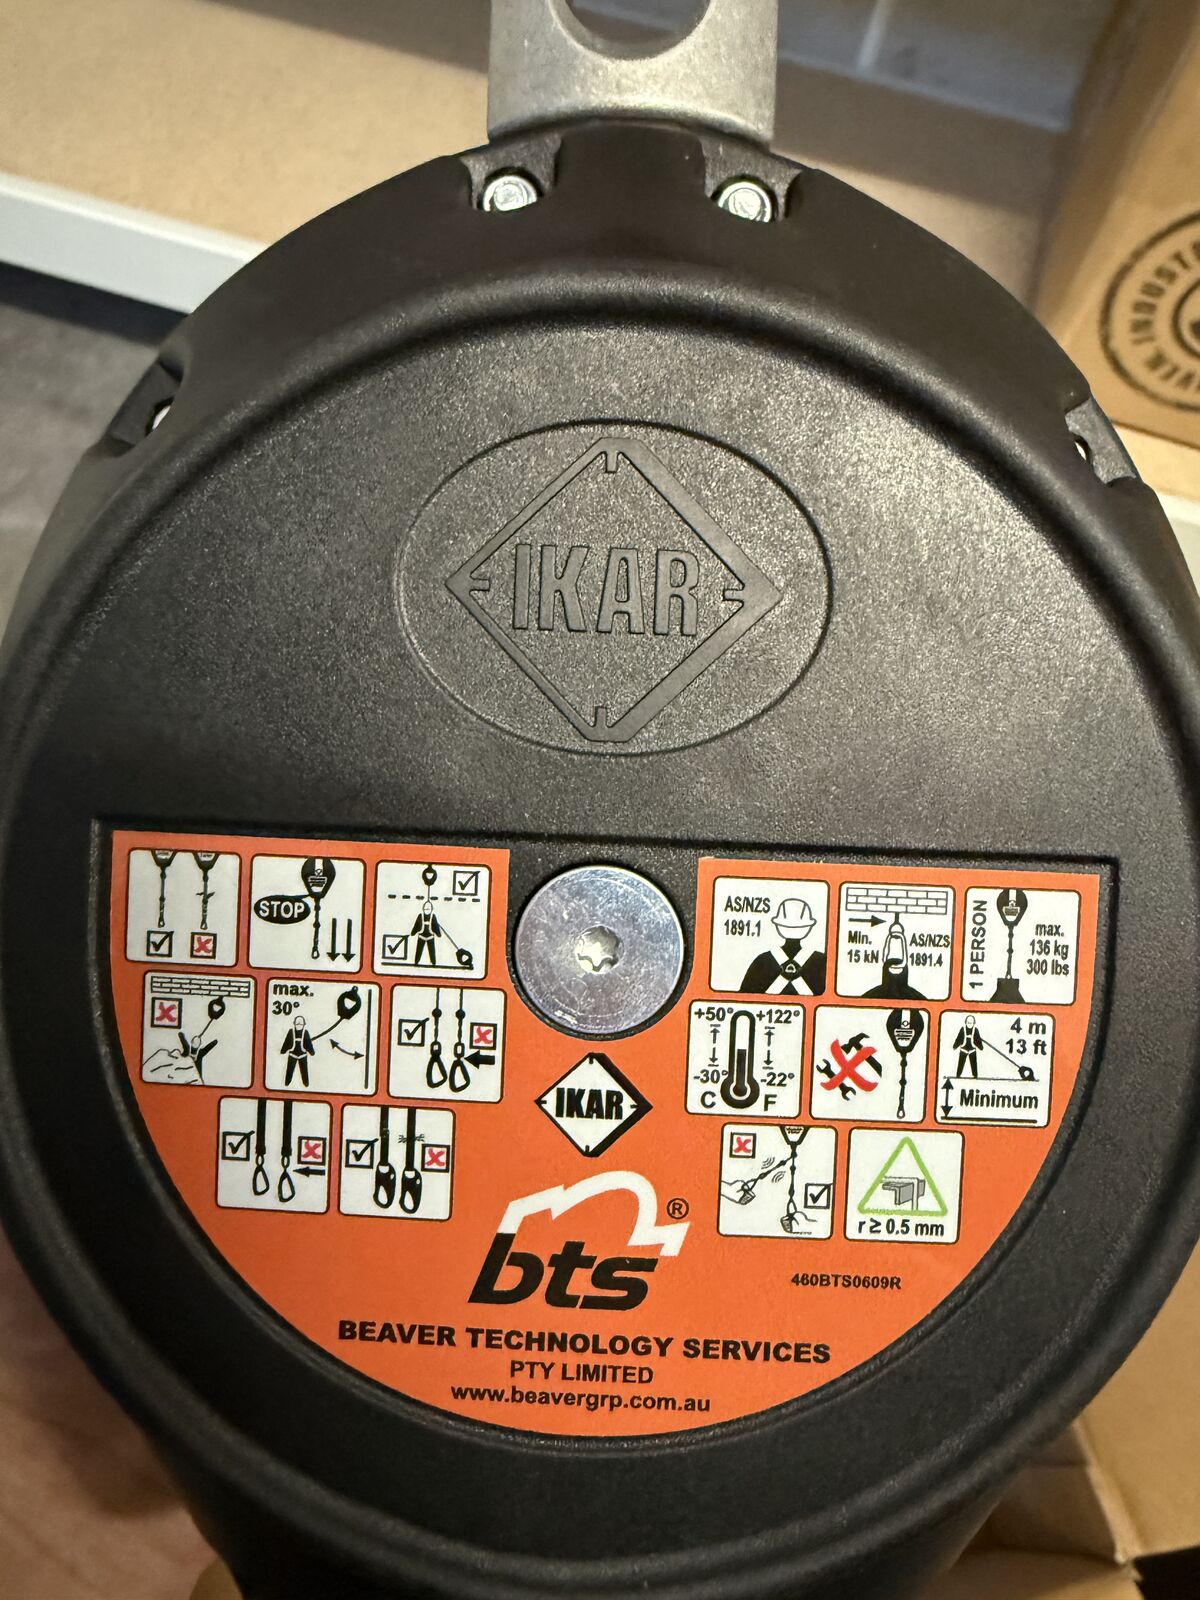 IKAR
STOP
max.
30°
AS/NZS
1891.1
Min.
15 kN
AS/NZS
1891.4
1 PERSON
max.
136 kg
300 lbs
+50° +122°
-30° -22°
C F
4 m
13 ft
Minimum
r ≥ 0.5 mm
IKAR
bts®
460BTS0609R
BEAVER TECHNOLOGY SERVICES
PTY LIMITED
www.beavergrp.com.au